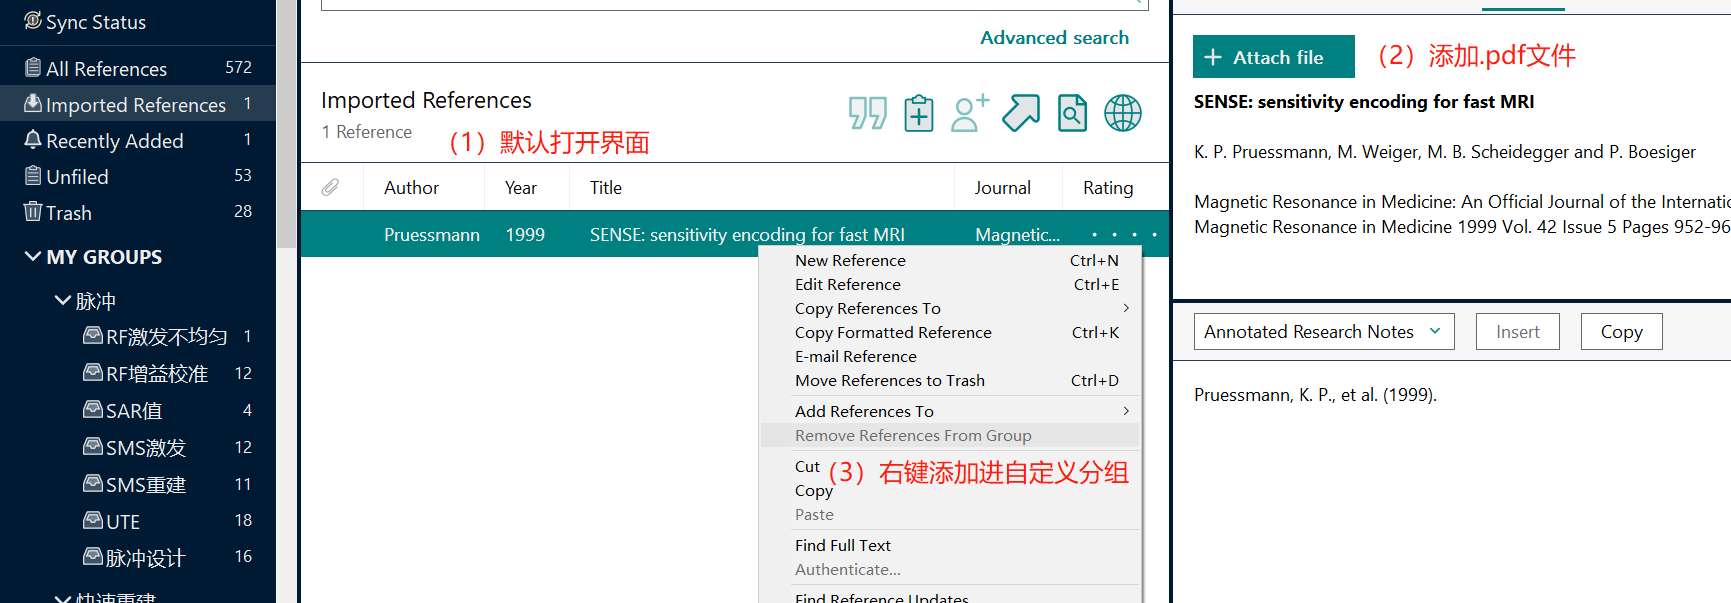 Sync Status
All References 572
Imported References 1
Recently Added 1
Unfiled 53
Trash 28
MY GROUPS
脉冲
RF激发不均匀 1
RF增益校准 12
SAR值 4
SMS激发 12
SMS重建 11
UTE 18
脉冲设计 16
快速重建
Advanced search
Imported References
1 Reference
（1）默认打开界面
Author Year Title Journal Rating
Pruessmann 1999 SENSE: sensitivity encoding for fast MRI Magnetic...
New Reference Ctrl+N
Edit Reference Ctrl+E
Copy References To
Copy Formatted Reference Ctrl+K
E-mail Reference
Move References to Trash Ctrl+D
Add References To
Remove References From Group
Cut
（3）右键添加进自定义分组
Copy
Paste
Find Full Text
Authenticate...
Find Reference Updates
+ Attach file
（2）添加.pdf文件
SENSE: sensitivity encoding for fast MRI
K. P. Pruessmann, M. Weiger, M. B. Scheidegger and P. Boesiger
Magnetic Resonance in Medicine: An Official Journal of the Internatio
Magnetic Resonance in Medicine 1999 Vol. 42 Issue 5 Pages 952-96
Annotated Research Notes Insert Copy
Pruessmann, K. P., et al. (1999).